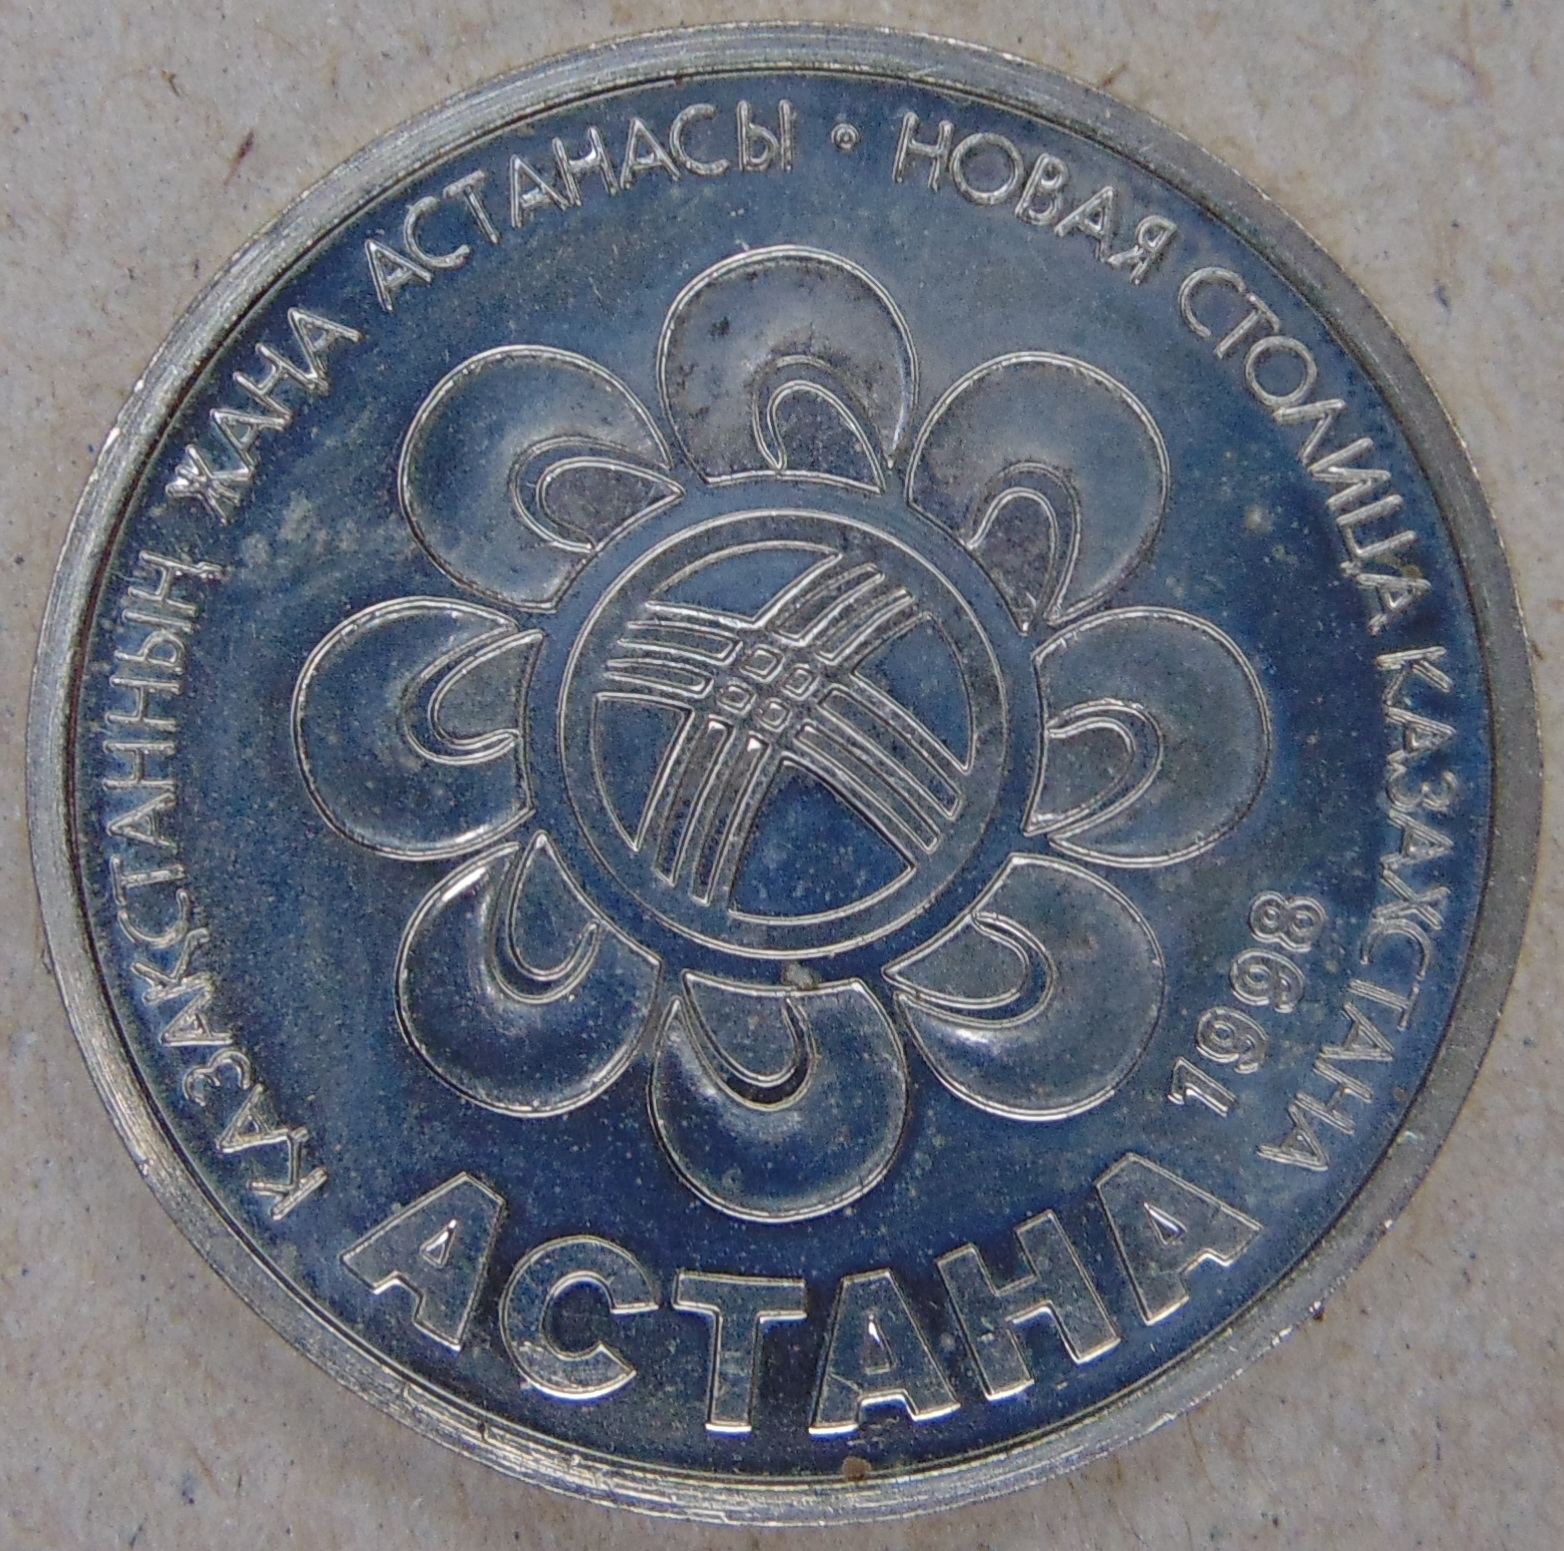 ҚАЗАҚСТАННЫҢ ЖАҢА АСТАНАСЫ • НОВАЯ СТОЛИЦА КАЗАХСТАНА
1998
АСТАНА